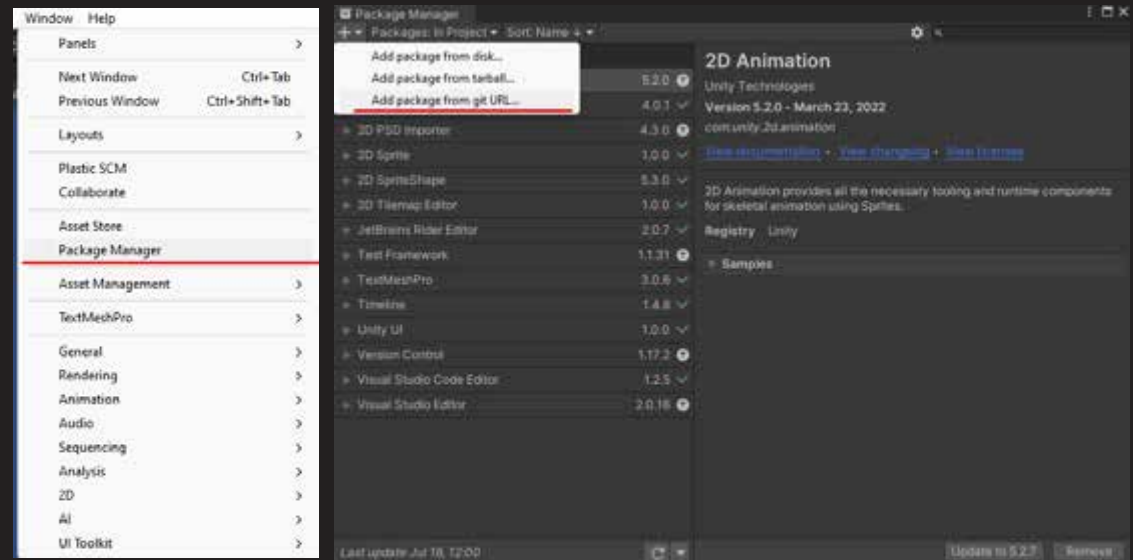 Window Help
Panels
Next Window Ctrl+Tab
Previous Window Ctrl+Shift+Tab
Layouts
Plastic SCM
Collaborate
Asset Store
Package Manager
Asset Management
TextMeshPro
General
Rendering
Animation
Audio
Sequencing
Analysis
2D
AI
UI Toolkit
Package Manager
Packages: In Project Sort: Name
Add package from disk...
Add package from tarball...
Add package from git URL...
5.2.0
4.0.1
2D PSD Importer 4.3.0
2D Sprite 1.0.0
2D SpriteShape 5.3.0
2D Tilemap Editor 1.0.0
JetBrains Rider Editor 2.0.7
Test Framework 1.1.31
TextMeshPro 3.0.6
Timeline 1.4.8
Unity UI 1.0.0
Version Control 1.17.2
Visual Studio Code Editor 1.2.5
Visual Studio Editor 2.0.16
Last update Jul 18, 12:00
2D Animation
Unity Technologies
Version 5.2.0 - March 23, 2022
com.unity.2d.animation
View documentation • View changelog • View licenses
2D Animation provides all the necessary tooling and runtime components
for skeletal animation using Sprites.
Registry Unity
Samples
Update to 5.2.7 Remove